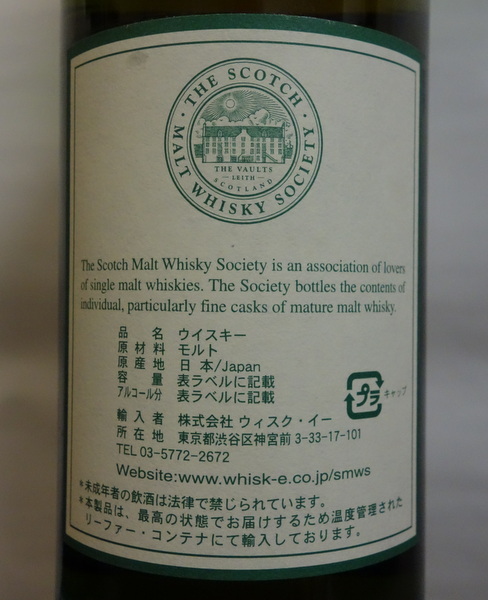 THE SCOTCH
MALT WHISKY SOCIETY
THE VAULTS
LEITH
SCOTLAND
The Scotch Malt Whisky Society is an association of lovers
of single malt whiskies. The Society bottles the contents of
individual, particularly fine casks of mature malt whisky.
品 名 ウイスキー
原材料 モルト
原産地 日本/Japan
容 量 表ラベルに記載
アルコール分 表ラベルに記載
プラ キャップ
輸入者 株式会社 ウィスク・イー
所在地 東京都渋谷区神宮前 3-33-17-101
TEL 03-5772-2672
Website:www.whisk-e.co.jp/smws
*未成年者の飲酒は法律で禁じられています。
*本製品は、最高の状態でお届けするため温度管理された
リーファー・コンテナにて輸入しております。